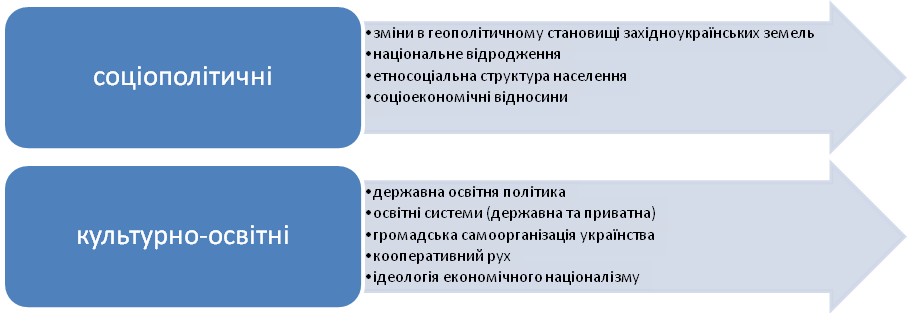 соціополітичні
•зміни в геополітичному становищі західноукраїнських земель
•національне відродження
•етносоціальна структура населення
•соціоекономічні відносини
культурно-освітні
•державна освітня політика
•освітні системи (державна та приватна)
•громадська самоорганізація українства
•кооперативний рух
•ідеологія економічного націоналізму